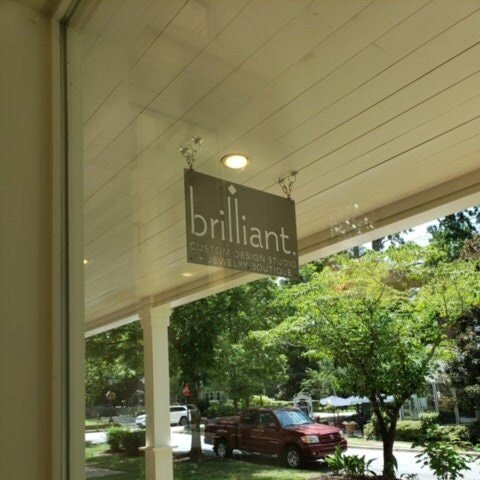 brilliant.
CUSTOM DESIGN STUDIO
+ JEWELRY BOUTIQUE